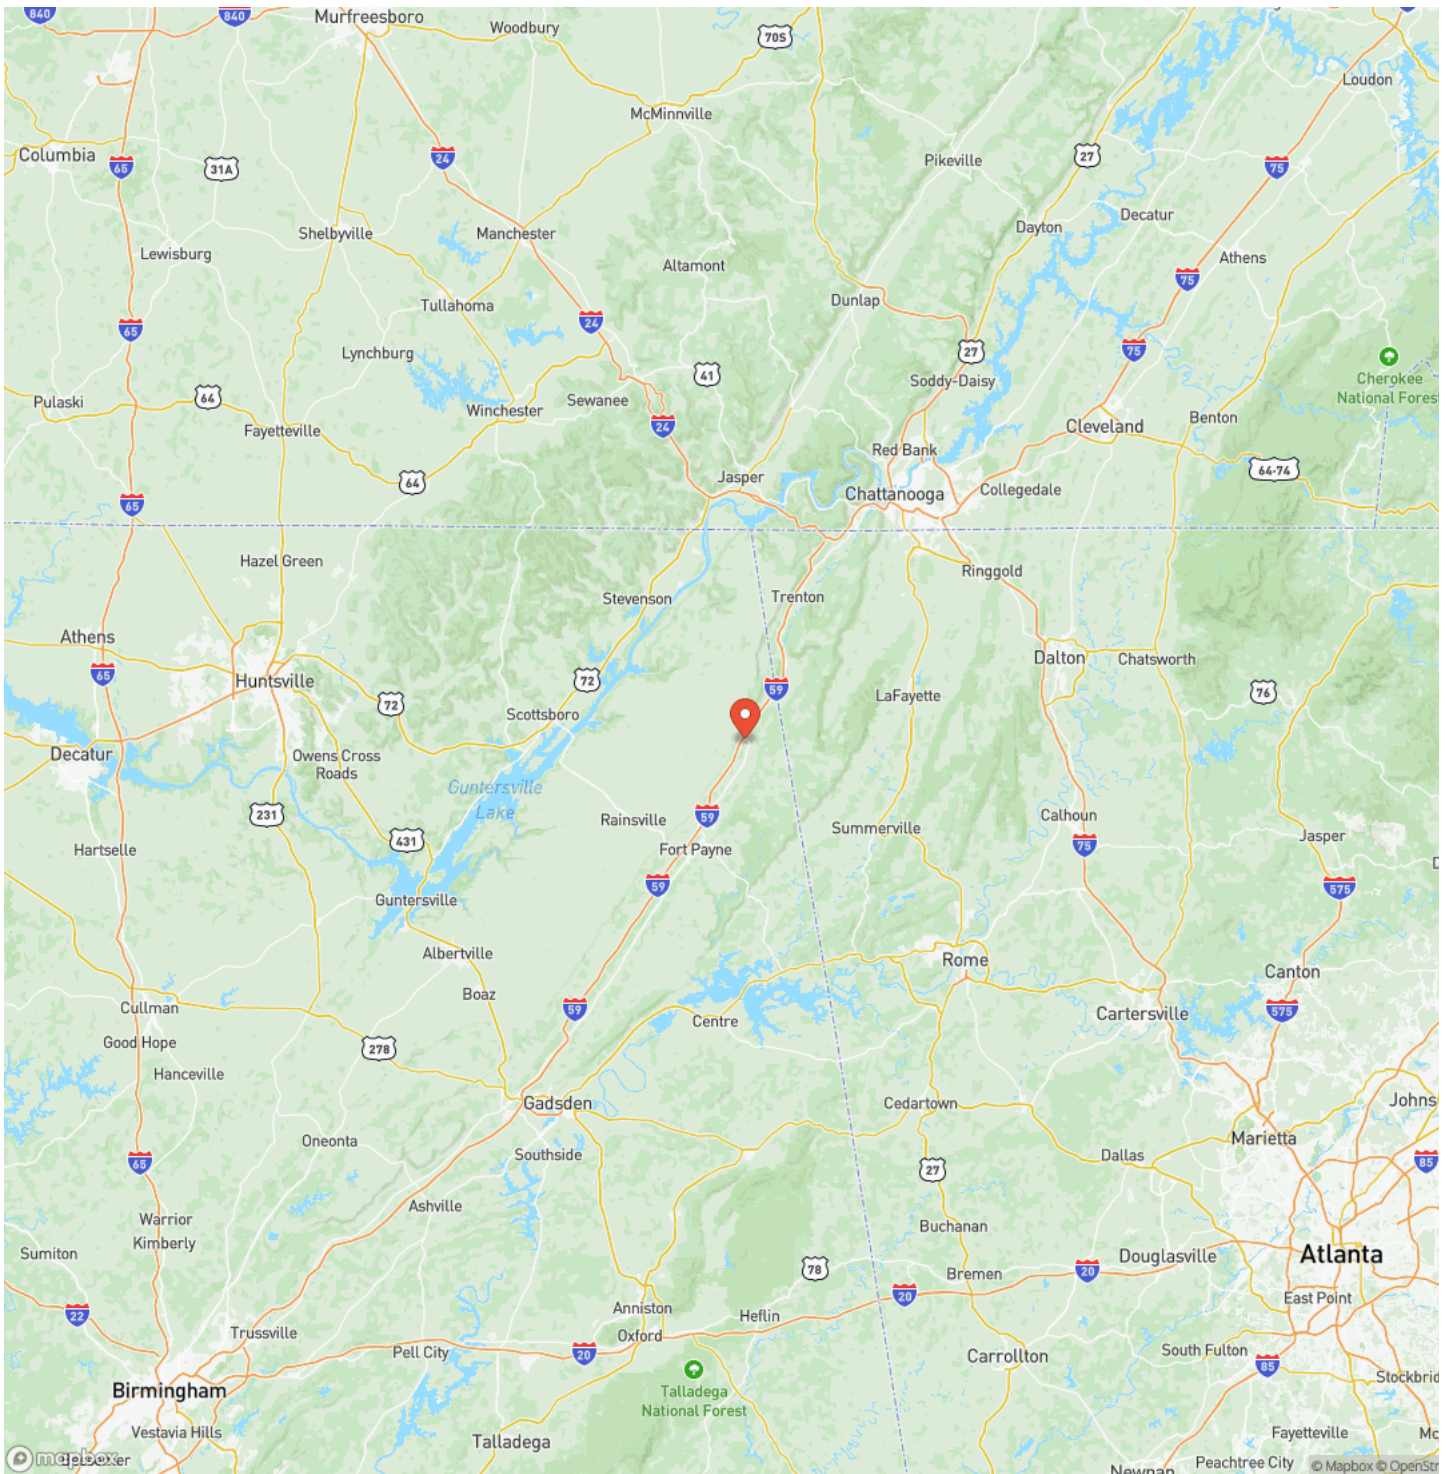 840
840
Murfreesboro
Woodbury
70S
Loudon
McMinnville
Columbia
65
31A
24
Pikeville
27
75
Decatur
Shelbyville
Manchester
Dayton
Lewisburg
Altamont
Athens
75
Tullahoma
Dunlap
65
24
Lynchburg
27
75
41
Soddy-Daisy
Cherokee
National Forest
Pulaski
64
Winchester
Sewanee
Benton
Fayetteville
24
Cleveland
Red Bank
64
Jasper
64-74
65
Chattanooga
Collegedale
Hazel Green
Ringgold
Stevenson
Trenton
Athens
65
Huntsville
72
59
Dalton
Chatsworth
72
LaFayette
76
Scottsboro
Decatur
Owens Cross
Roads
Guntersville
Lake
231
Rainsville
59
Summerville
Calhoun
Jasper
431
Hartselle
Fort Payne
75
59
575
Guntersville
Albertville
Rome
Canton
Boaz
Cullman
59
Centre
Cartersville
575
Good Hope
278
Hanceville
Gadsden
Cedartown
Johns
Oneonta
Marietta
65
Southside
27
Dallas
85
Ashville
Warrior
Kimberly
Buchanan
Sumiton
78
Bremen
20
Douglasville
Atlanta
22
Anniston
Heflin
20
East Point
Trussville
Oxford
Pell City
20
Carrollton
South Fulton
85
Birmingham
Talladega
National Forest
Stockbrid
Vestavia Hills
Talladega
Fayetteville
Mc
mapbox
Newnan
Peachtree City
© Mapbox © OpenStr